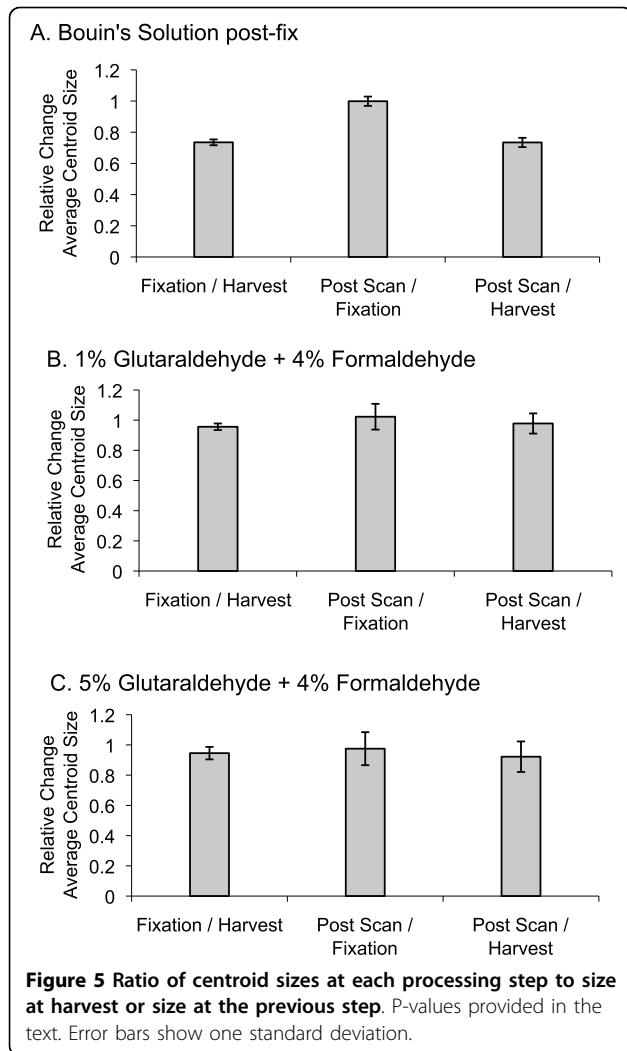 A. Bouin's Solution post-fix
Relative Change
Average Centroid Size
1.2
1
0.8
0.6
0.4
0.2
0
Fixation / Harvest
Post Scan /
Fixation
Post Scan /
Harvest
B. 1% Glutaraldehyde + 4% Formaldehyde
Relative Change
Average Centroid Size
1.2
1
0.8
0.6
0.4
0.2
0
Fixation / Harvest
Post Scan /
Fixation
Post Scan /
Harvest
C. 5% Glutaraldehyde + 4% Formaldehyde
Relative Change
Average Centroid Size
1.2
1
0.8
0.6
0.4
0.2
0
Fixation / Harvest
Post Scan /
Fixation
Post Scan /
Harvest
Figure 5 Ratio of centroid sizes at each processing step to size
at harvest or size at the previous step. P-values provided in the
text. Error bars show one standard deviation.